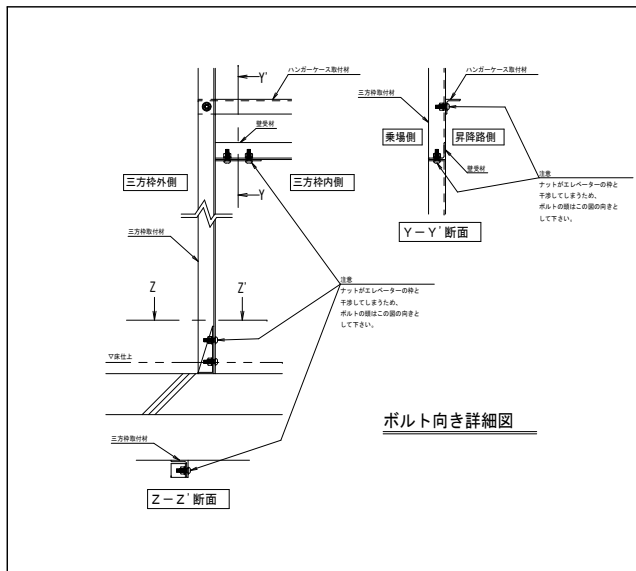 Y'
ハンガーケース取付材
壁受材
三方枠外側
三方枠内側
Y
三方枠取付材
Z
Z'
▽床仕上
注意
ナットがエレベーターの枠と
干渉してしまうため、
ボルトの頭はこの図の向きと
して下さい。
三方枠取付材
Z-Z'断面
ハンガーケース取付材
三方枠取付材
乗場側
昇降路側
壁受材
注意
ナットがエレベーターの枠と
干渉してしまうため、
ボルトの頭はこの図の向きと
して下さい。
Y-Y'断面
ボルト向き詳細図